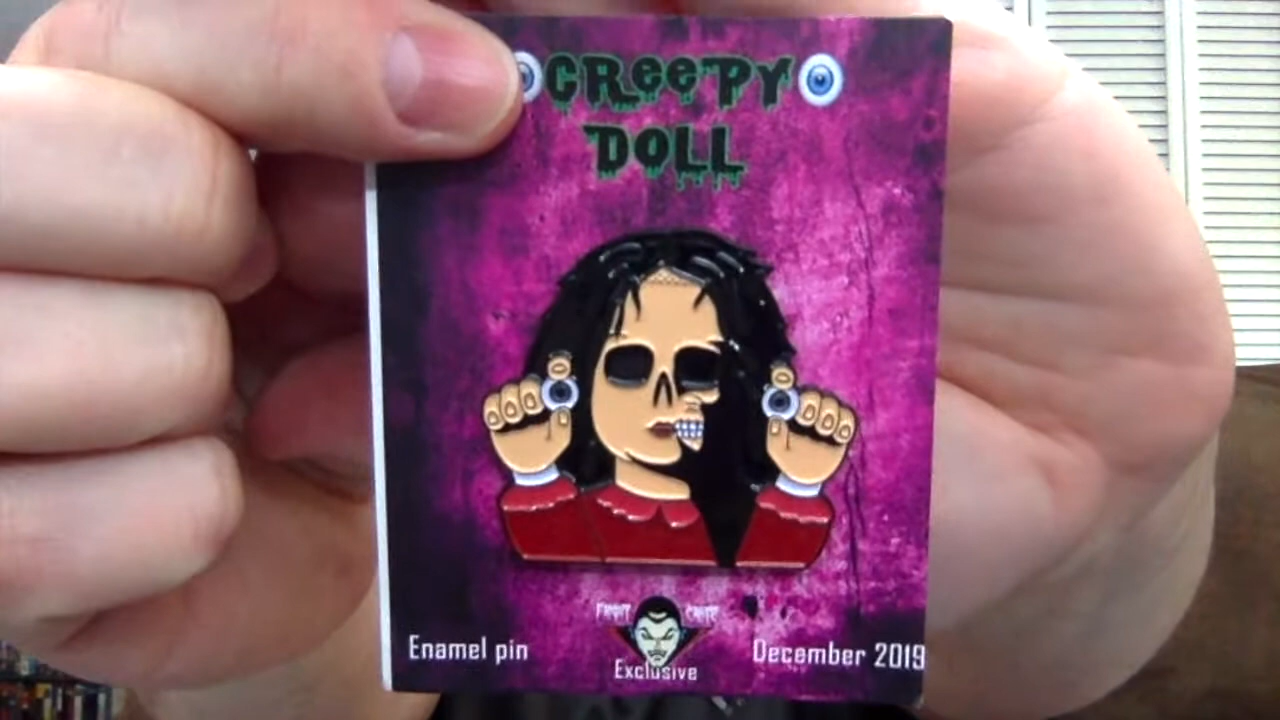 CREEPY
DOLL
FRIGHT CRATE
Enamel pin
Exclusive
December 2019